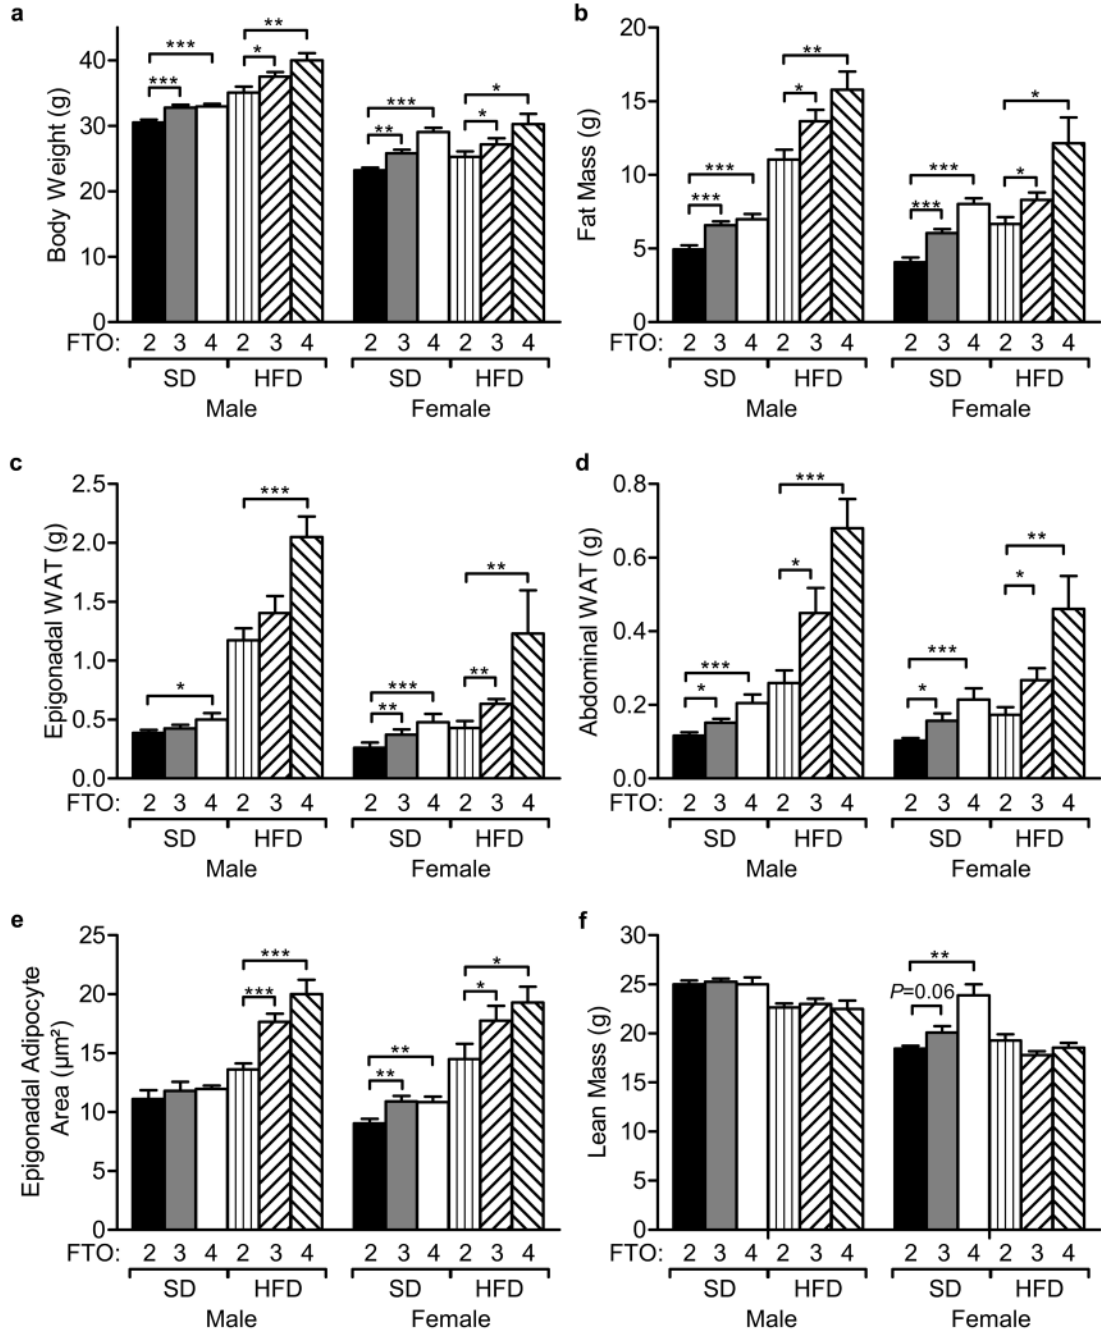 a
Body Weight (g)
40
30
20
10
0
***
***
*
**
**
***
*
*
FTO: 2 3 4 2 3 4 2 3 4 2 3 4
SD HFD SD HFD
Male Female
b
Fat Mass (g)
20
15
10
5
0
***
***
*
**
***
***
*
*
FTO: 2 3 4 2 3 4 2 3 4 2 3 4
SD HFD SD HFD
Male Female
c
Epigonadal WAT (g)
2.5
2.0
1.5
1.0
0.5
0.0
*
***
**
***
**
**
FTO: 2 3 4 2 3 4 2 3 4 2 3 4
SD HFD SD HFD
Male Female
d
Abdominal WAT (g)
0.8
0.6
0.4
0.2
0.0
*
***
*
***
*
***
*
**
FTO: 2 3 4 2 3 4 2 3 4 2 3 4
SD HFD SD HFD
Male Female
e
Epigonadal Adipocyte
Area (µm²)
25
20
15
10
5
0
***
***
**
**
*
*
FTO: 2 3 4 2 3 4 2 3 4 2 3 4
SD HFD SD HFD
Male Female
f
Lean Mass (g)
30
25
20
15
10
5
0
P=0.06
**
FTO: 2 3 4 2 3 4 2 3 4 2 3 4
SD HFD SD HFD
Male Female